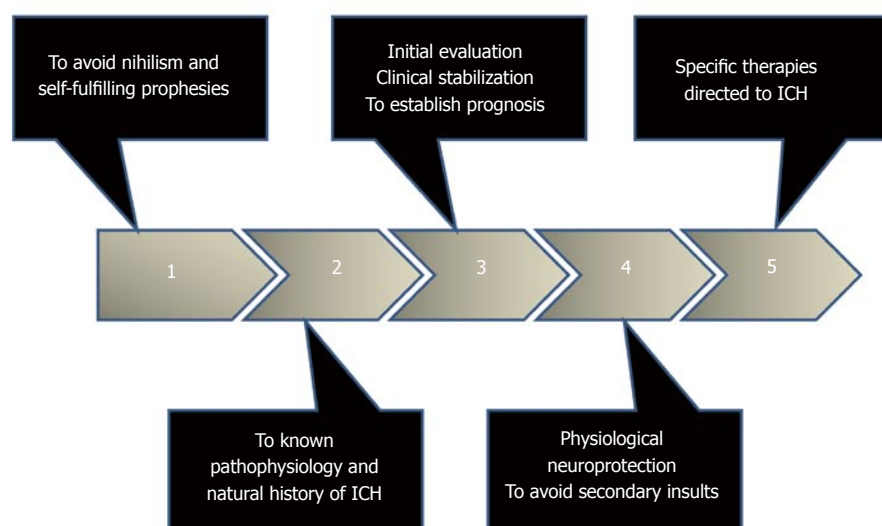 To avoid nihilism and
self-fulfilling prophesies
Initial evaluation
Clinical stabilization
To establish prognosis
Specific therapies
directed to ICH
1
2
3
4
5
To known
pathophysiology and
natural history of ICH
Physiological
neuroprotection
To avoid secondary insults